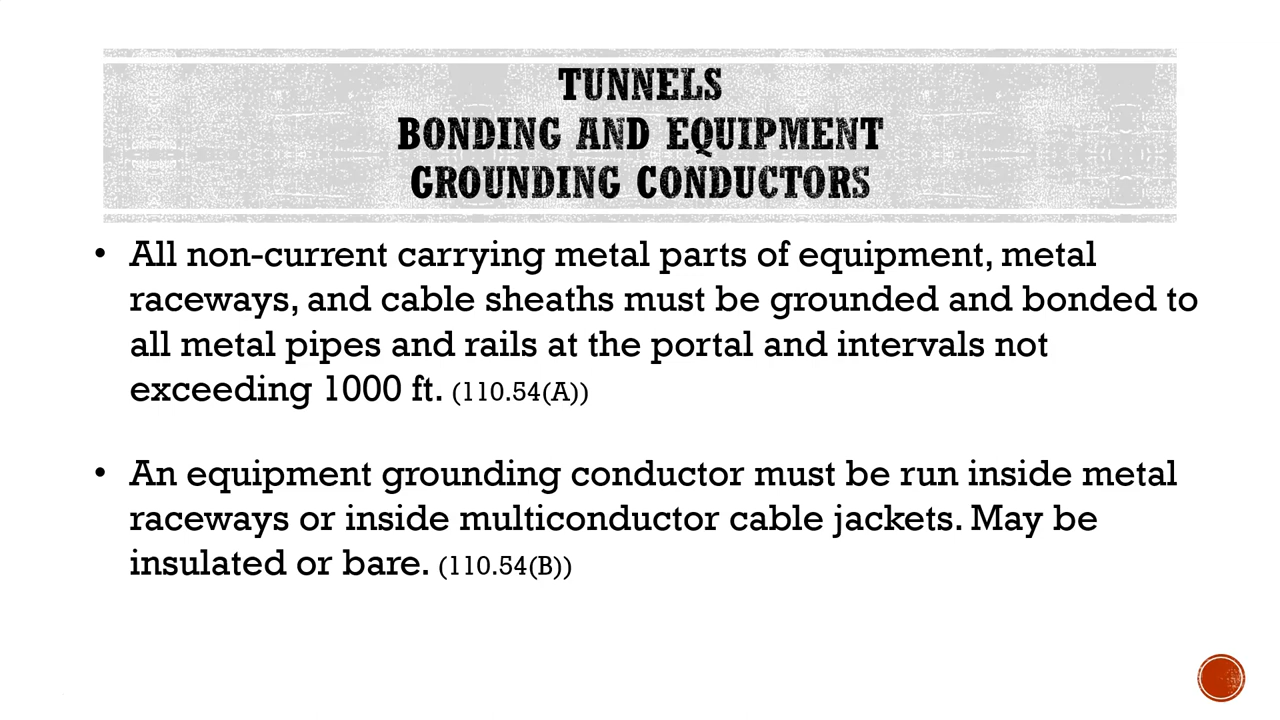 TUNNELS
BONDING AND EQUIPMENT
GROUNDING CONDUCTORS
• All non-current carrying metal parts of equipment, metal
raceways, and cable sheaths must be grounded and bonded to
all metal pipes and rails at the portal and intervals not
exceeding 1000 ft. (110.54(A))
• An equipment grounding conductor must be run inside metal
raceways or inside multiconductor cable jackets. May be
insulated or bare. (110.54(B))